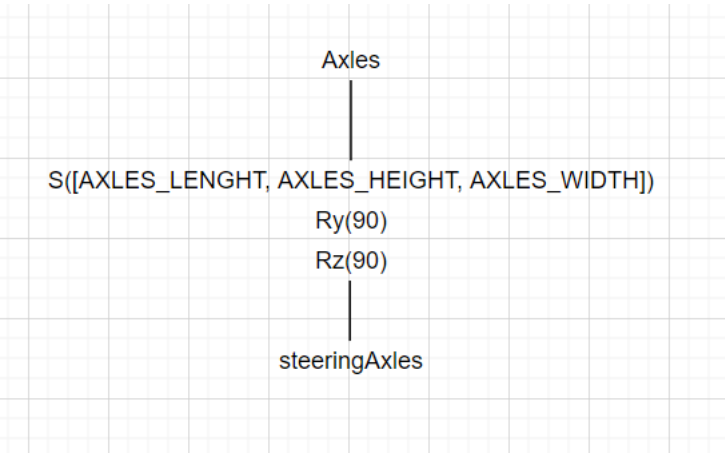 Axles
S([AXLES_LENGHT, AXLES_HEIGHT, AXLES_WIDTH])
Ry(90)
Rz(90)
steeringAxles